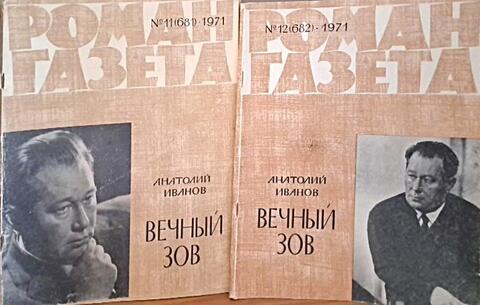 РОМАН
ГАЗЕТА
№11(681)·1971
АНАТОЛИЙ
ИВАНОВ
ВЕЧНЫЙ
ЗОВ
РОМАН
ГАЗЕТА
№12(682)·1971
АНАТОЛИЙ
ИВАНОВ
ВЕЧНЫЙ
ЗОВ